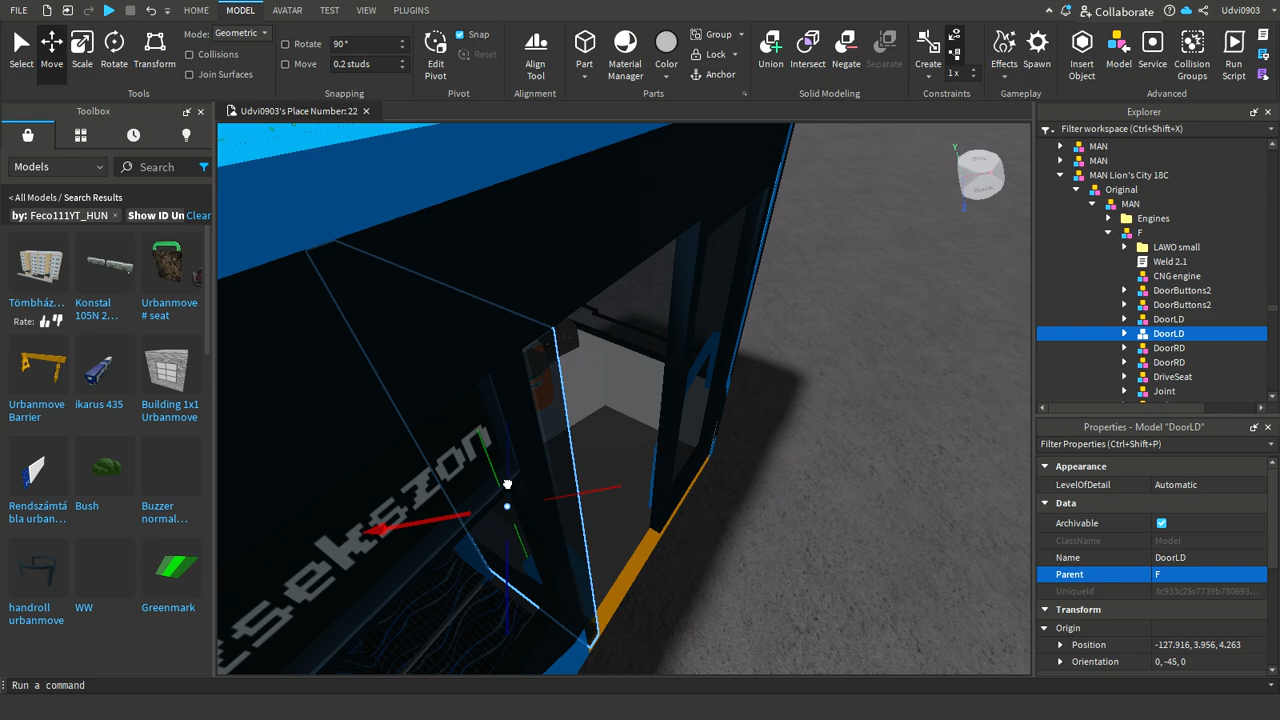 FILE HOME MODEL AVATAR TEST VIEW PLUGINS Collaborate Udvi0903
Select Move Scale Rotate Transform
Mode: Geometric
Collisions
Join Surfaces
Tools
Rotate 90°
Move 0.2 studs
Snapping
Edit Pivot
Snap
Reset
Pivot
Align Tool
Alignment
Part Material Manager Color
Group
Lock
Anchor
Parts
Union Intersect Negate Separate
Solid Modeling
Create
1 x
Constraints
Effects Spawn
Gameplay
Insert Object Model Service Collision Groups Run Script
Advanced
Toolbox
Models Search
< All Models / Search Results
by: Feco111YT_HUN × Show ID Un Clear
Tömbház... Konstal 105N 2... Urbanmove # seat
Rate:
Urbanmove Barrier ikarus 435 Building 1x1 Urbanmove
Rendszámtá bla urban... Bush Buzzer normal...
handroll urbanmove WW Greenmark
Udvi0903's Place Number: 22 ×
Y
Z
Explorer
Filter workspace (Ctrl+Shift+X)
MAN
MAN
MAN Lion's City 18C
Original
MAN
Engines
F
LAWO small
Weld 2.1
CNG engine
DoorButtons2
DoorButtons2
DoorLD
DoorLD
DoorRD
DoorRD
DriveSeat
Joint
Properties - Model "DoorLD"
Filter Properties (Ctrl+Shift+P)
Appearance
LevelOfDetail Automatic
Data
Archivable
ClassName Model
Name DoorLD
Parent F
UniqueId 3c933c25c7739b780693...
Transform
Origin
Position -127.916, 3.956, 4.263
Orientation 0, -45, 0
Run a command